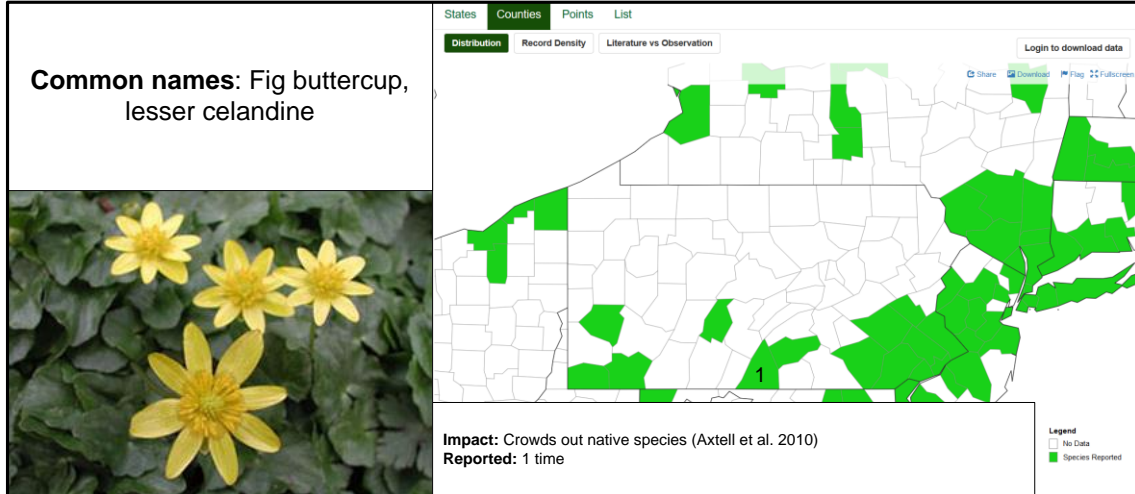 Common names: Fig buttercup,
lesser celandine
States Counties Points List
Distribution Record Density Literature vs Observation
Login to download data
Share Download Flag Fullscreen
1
Impact: Crowds out native species (Axtell et al. 2010)
Reported: 1 time
Legend
No Data
Species Reported